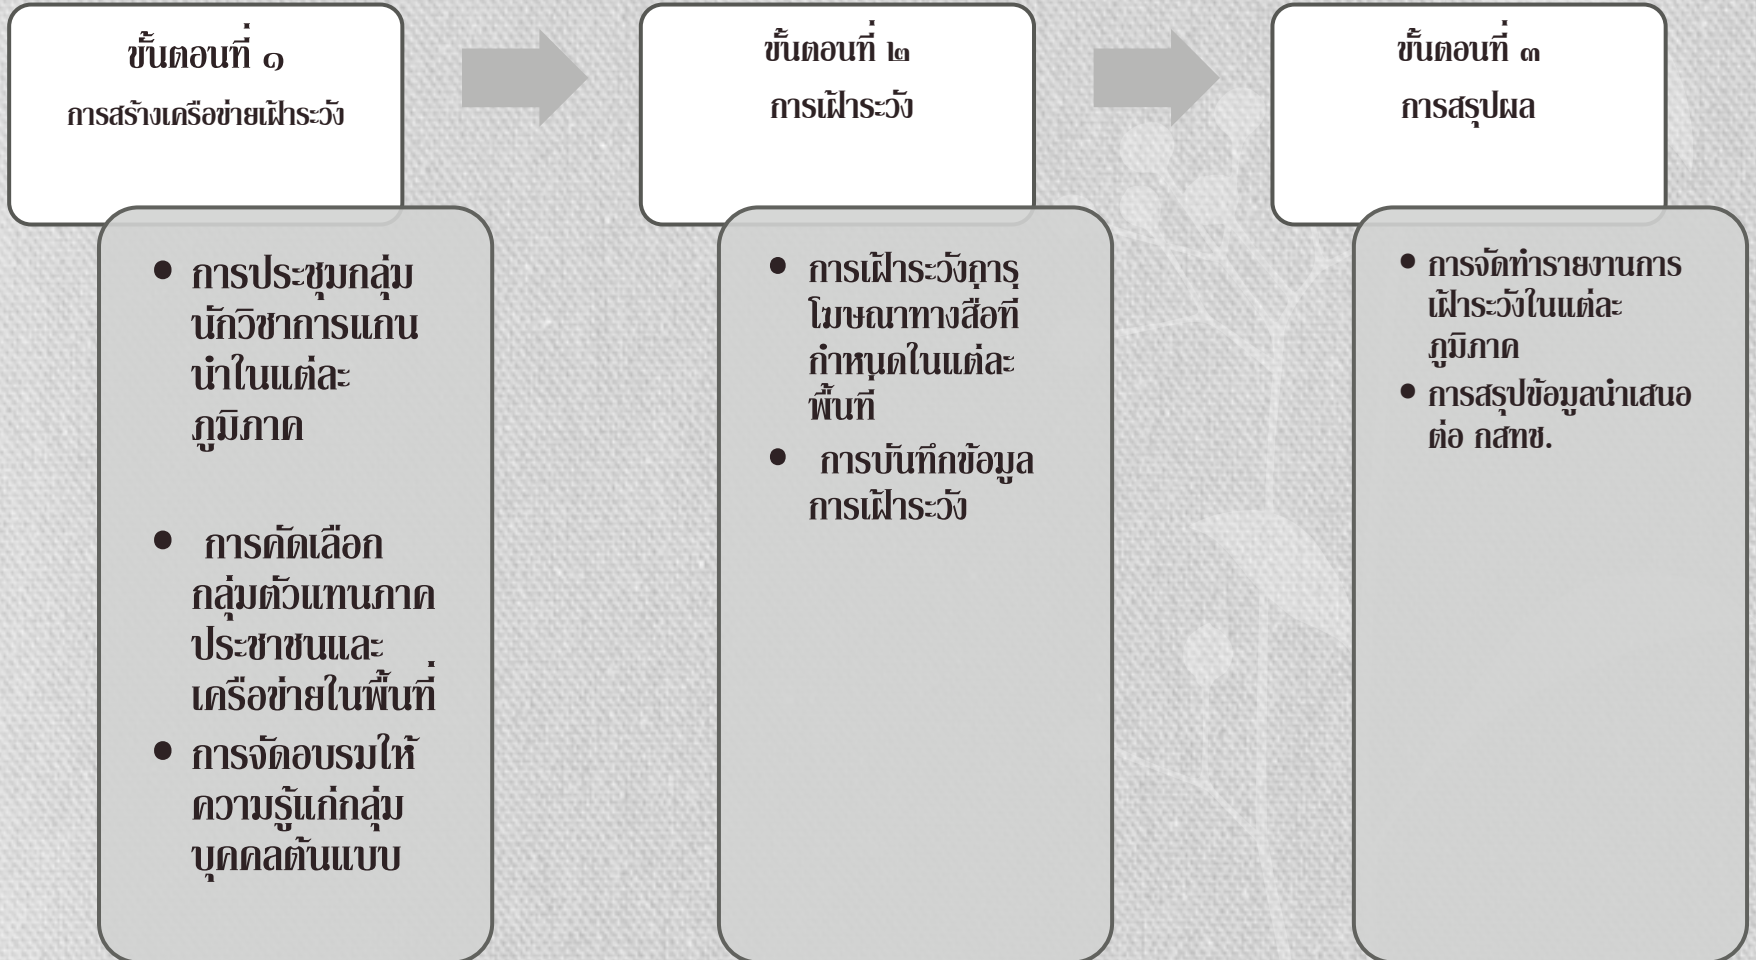 ขั้นตอนที่ ๑
การสร้างเครือข่ายเฝ้าระวัง
• การประชุมกลุ่ม
นักวิชาการแกน
นำในแต่ละ
ภูมิภาค
• การคัดเลือก
กลุ่มตัวแทนภาค
ประชาชนและ
เครือข่ายในพื้นที่
• การจัดอบรมให้
ความรู้แก่กลุ่ม
บุคคลต้นแบบ
ขั้นตอนที่ ๒
การเฝ้าระวัง
• การเฝ้าระวังการ
โฆษณาทางสื่อที่
กำหนดในแต่ละ
พื้นที่
• การบันทึกข้อมูล
การเฝ้าระวัง
ขั้นตอนที่ ๓
การสรุปผล
• การจัดทำรายงานการ
เฝ้าระวังในแต่ละ
ภูมิภาค
• การสรุปข้อมูลนำเสนอ
ต่อ กสทช.